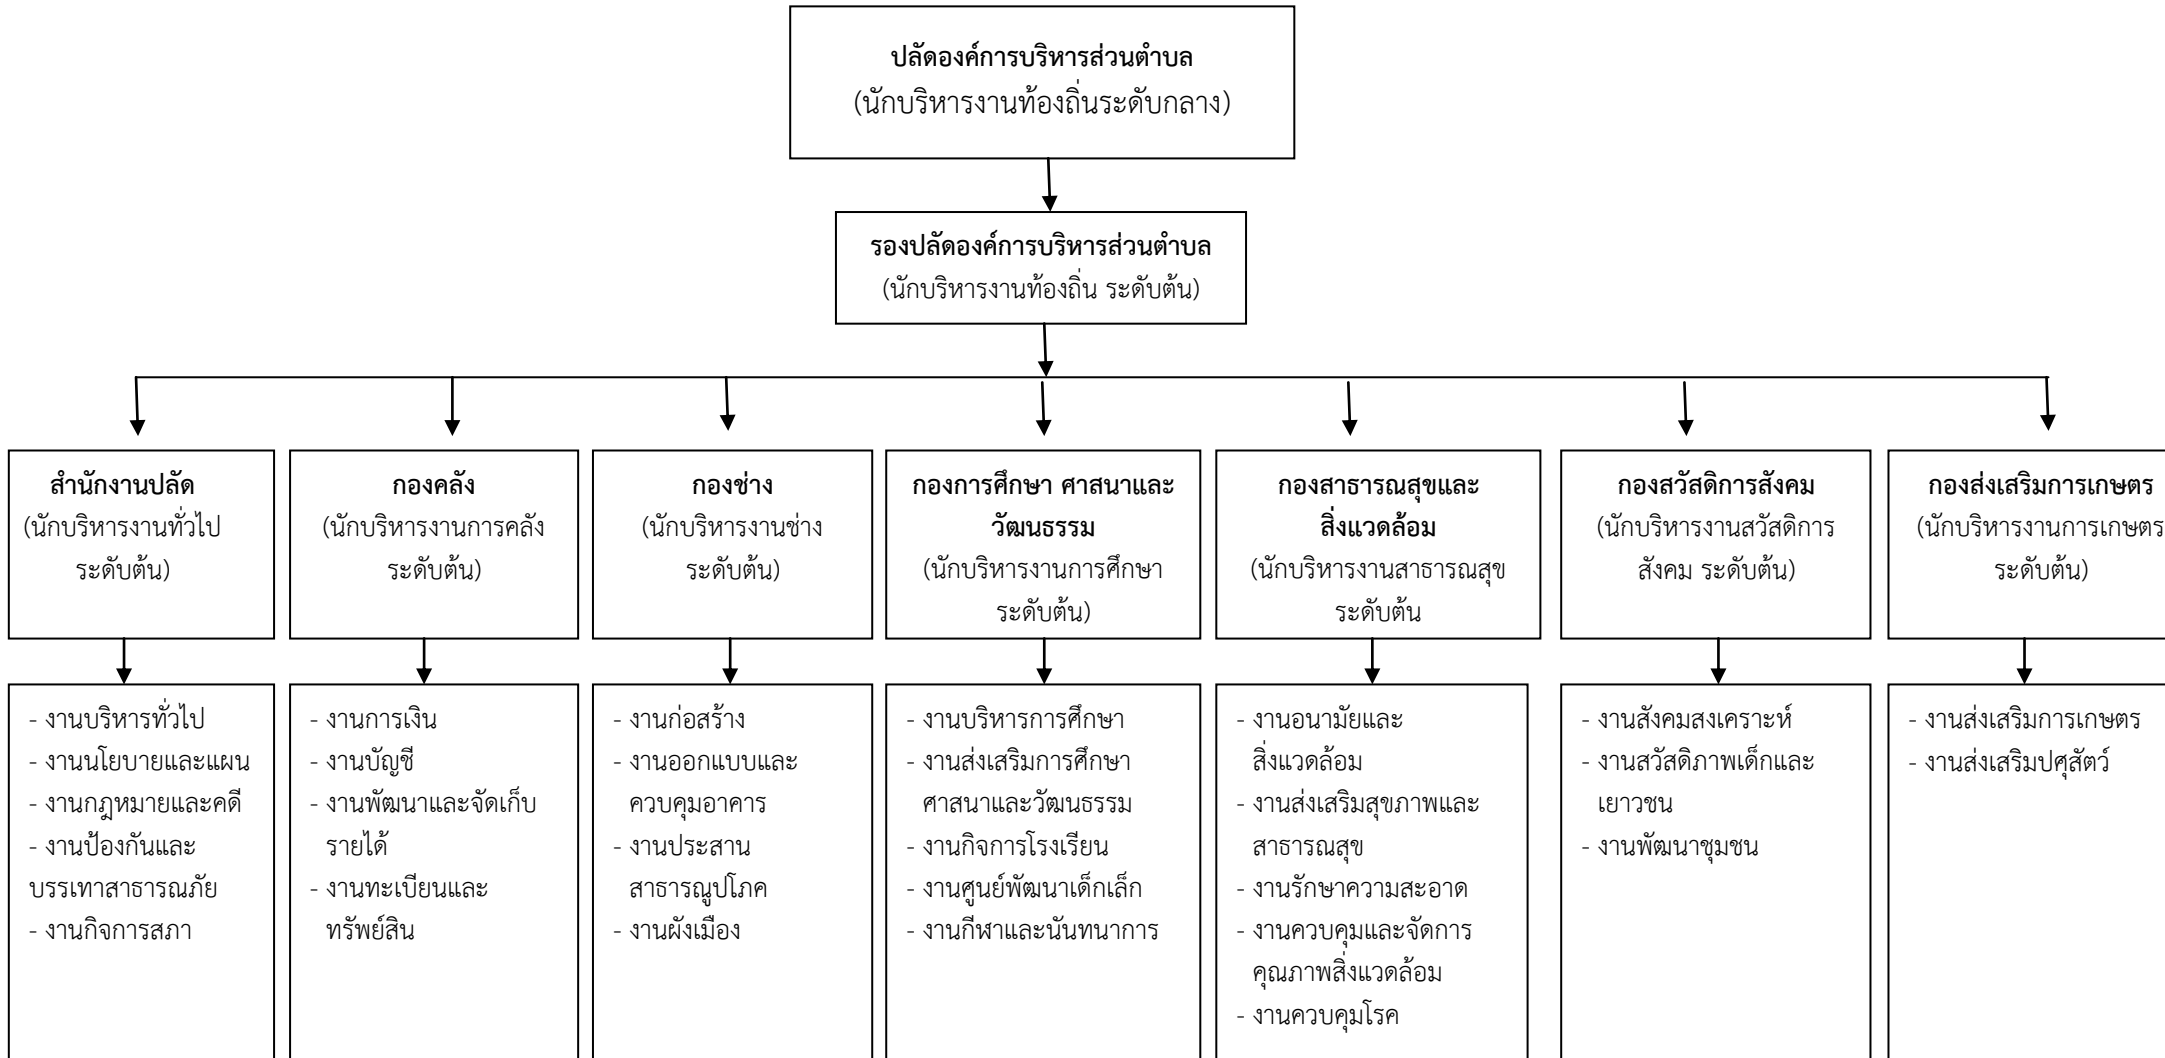 ปลัดองค์การบริหารส่วนตำบล
(นักบริหารงานท้องถิ่นระดับกลาง)
รองปลัดองค์การบริหารส่วนตำบล
(นักบริหารงานท้องถิ่น ระดับต้น)
สำนักงานปลัด
(นักบริหารงานทั่วไป
ระดับต้น)
กองคลัง
(นักบริหารงานการคลัง
ระดับต้น)
กองช่าง
(นักบริหารงานช่าง
ระดับต้น)
กองการศึกษา ศาสนาและ
วัฒนธรรม
(นักบริหารงานการศึกษา
ระดับต้น)
กองสาธารณสุขและ
สิ่งแวดล้อม
(นักบริหารงานสาธารณสุข
ระดับต้น
กองสวัสดิการสังคม
(นักบริหารงานสวัสดิการ
สังคม ระดับต้น)
กองส่งเสริมการเกษตร
(นักบริหารงานการเกษตร
ระดับต้น)
- งานบริหารทั่วไป
- งานนโยบายและแผน
- งานกฎหมายและคดี
- งานป้องกันและ
บรรเทาสาธารณภัย
- งานกิจการสภา
- งานการเงิน
- งานบัญชี
- งานพัฒนาและจัดเก็บ
รายได้
- งานทะเบียนและ
ทรัพย์สิน
- งานก่อสร้าง
- งานออกแบบและ
ควบคุมอาคาร
- งานประสาน
สาธารณูปโภค
- งานผังเมือง
- งานบริหารการศึกษา
- งานส่งเสริมการศึกษา
ศาสนาและวัฒนธรรม
- งานกิจการโรงเรียน
- งานศูนย์พัฒนาเด็กเล็ก
- งานกีฬาและนันทนาการ
- งานอนามัยและ
สิ่งแวดล้อม
- งานส่งเสริมสุขภาพและ
สาธารณสุข
- งานรักษาความสะอาด
- งานควบคุมและจัดการ
คุณภาพสิ่งแวดล้อม
- งานควบคุมโรค
- งานสังคมสงเคราะห์
- งานสวัสดิภาพเด็กและ
เยาวชน
- งานพัฒนาชุมชน
- งานส่งเสริมการเกษตร
- งานส่งเสริมปศุสัตว์